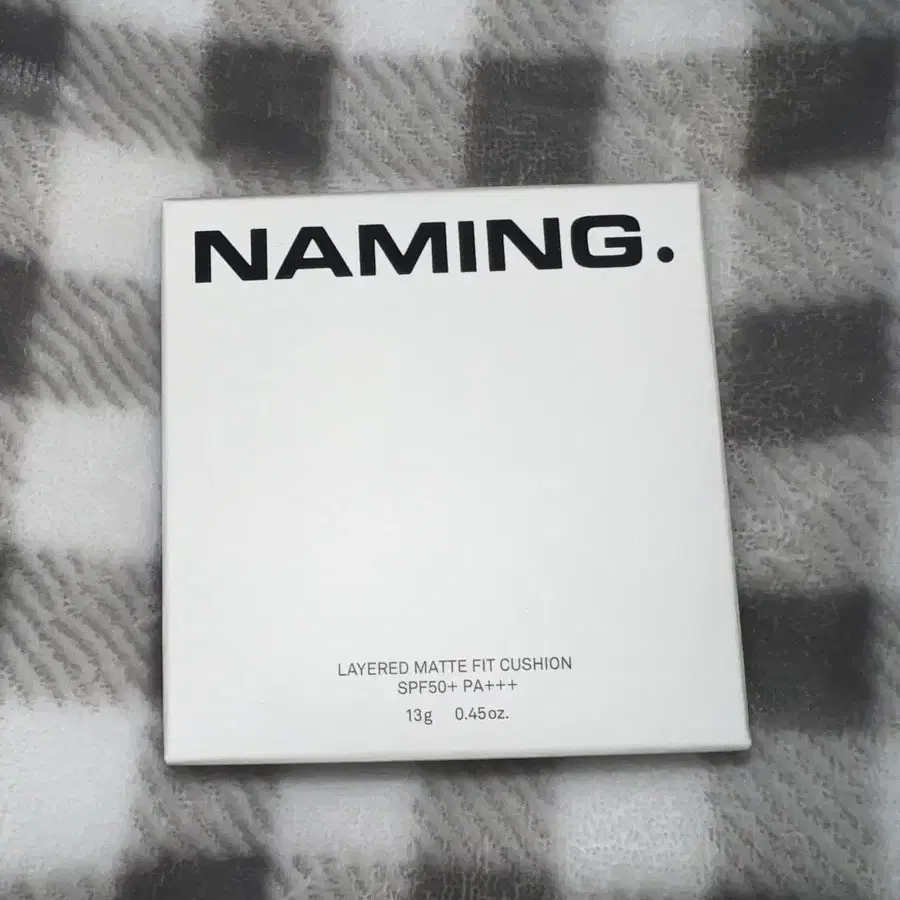 NAMING.
LAYERED MATTE FIT CUSHION
SPF50+ PA+++
13g 0.45oz.